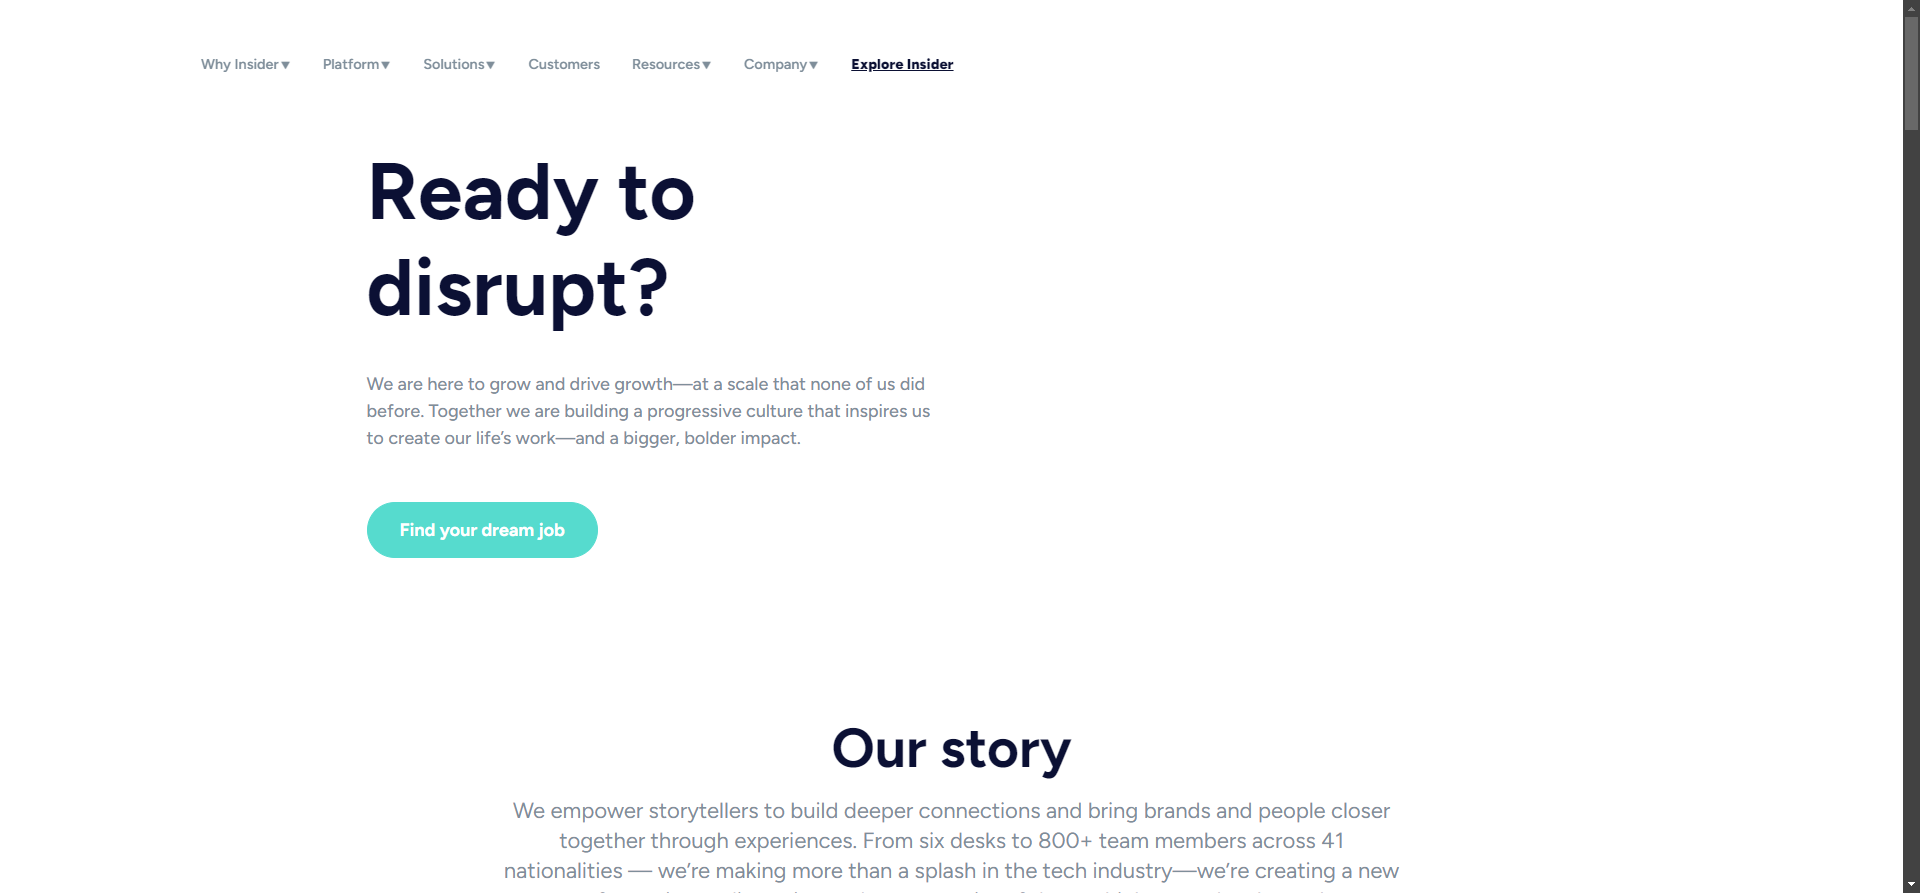 Why Insider▼ Platform▼ Solutions▼ Customers Resources▼ Company▼ Explore Insider
Ready to
disrupt?
We are here to grow and drive growth—at a scale that none of us did
before. Together we are building a progressive culture that inspires us
to create our life’s work—and a bigger, bolder impact.
Find your dream job
Our story
We empower storytellers to build deeper connections and bring brands and people closer
together through experiences. From six desks to 800+ team members across 41
nationalities — we’re making more than a splash in the tech industry—we’re creating a new